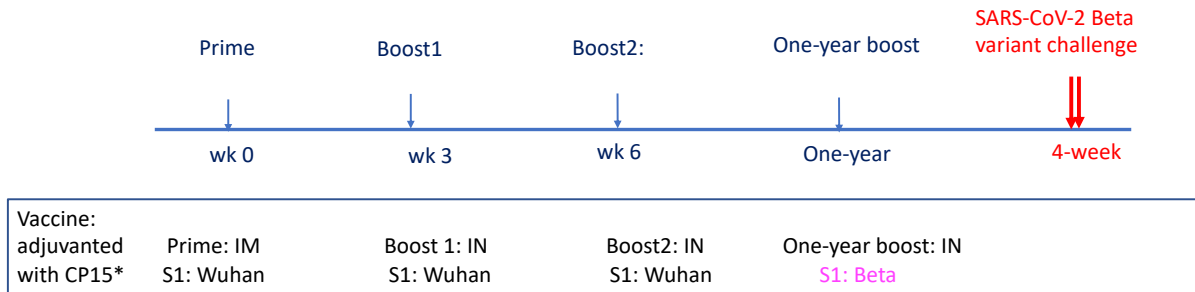 Prime
Boost1
Boost2:
One-year boost
SARS-CoV-2 Beta
variant challenge
wk 0
wk 3
wk 6
One-year
4-week
Vaccine:
adjuvanted
with CP15*
Prime: IM
S1: Wuhan
Boost 1: IN
S1: Wuhan
Boost2: IN
S1: Wuhan
One-year boost: IN
S1: Beta